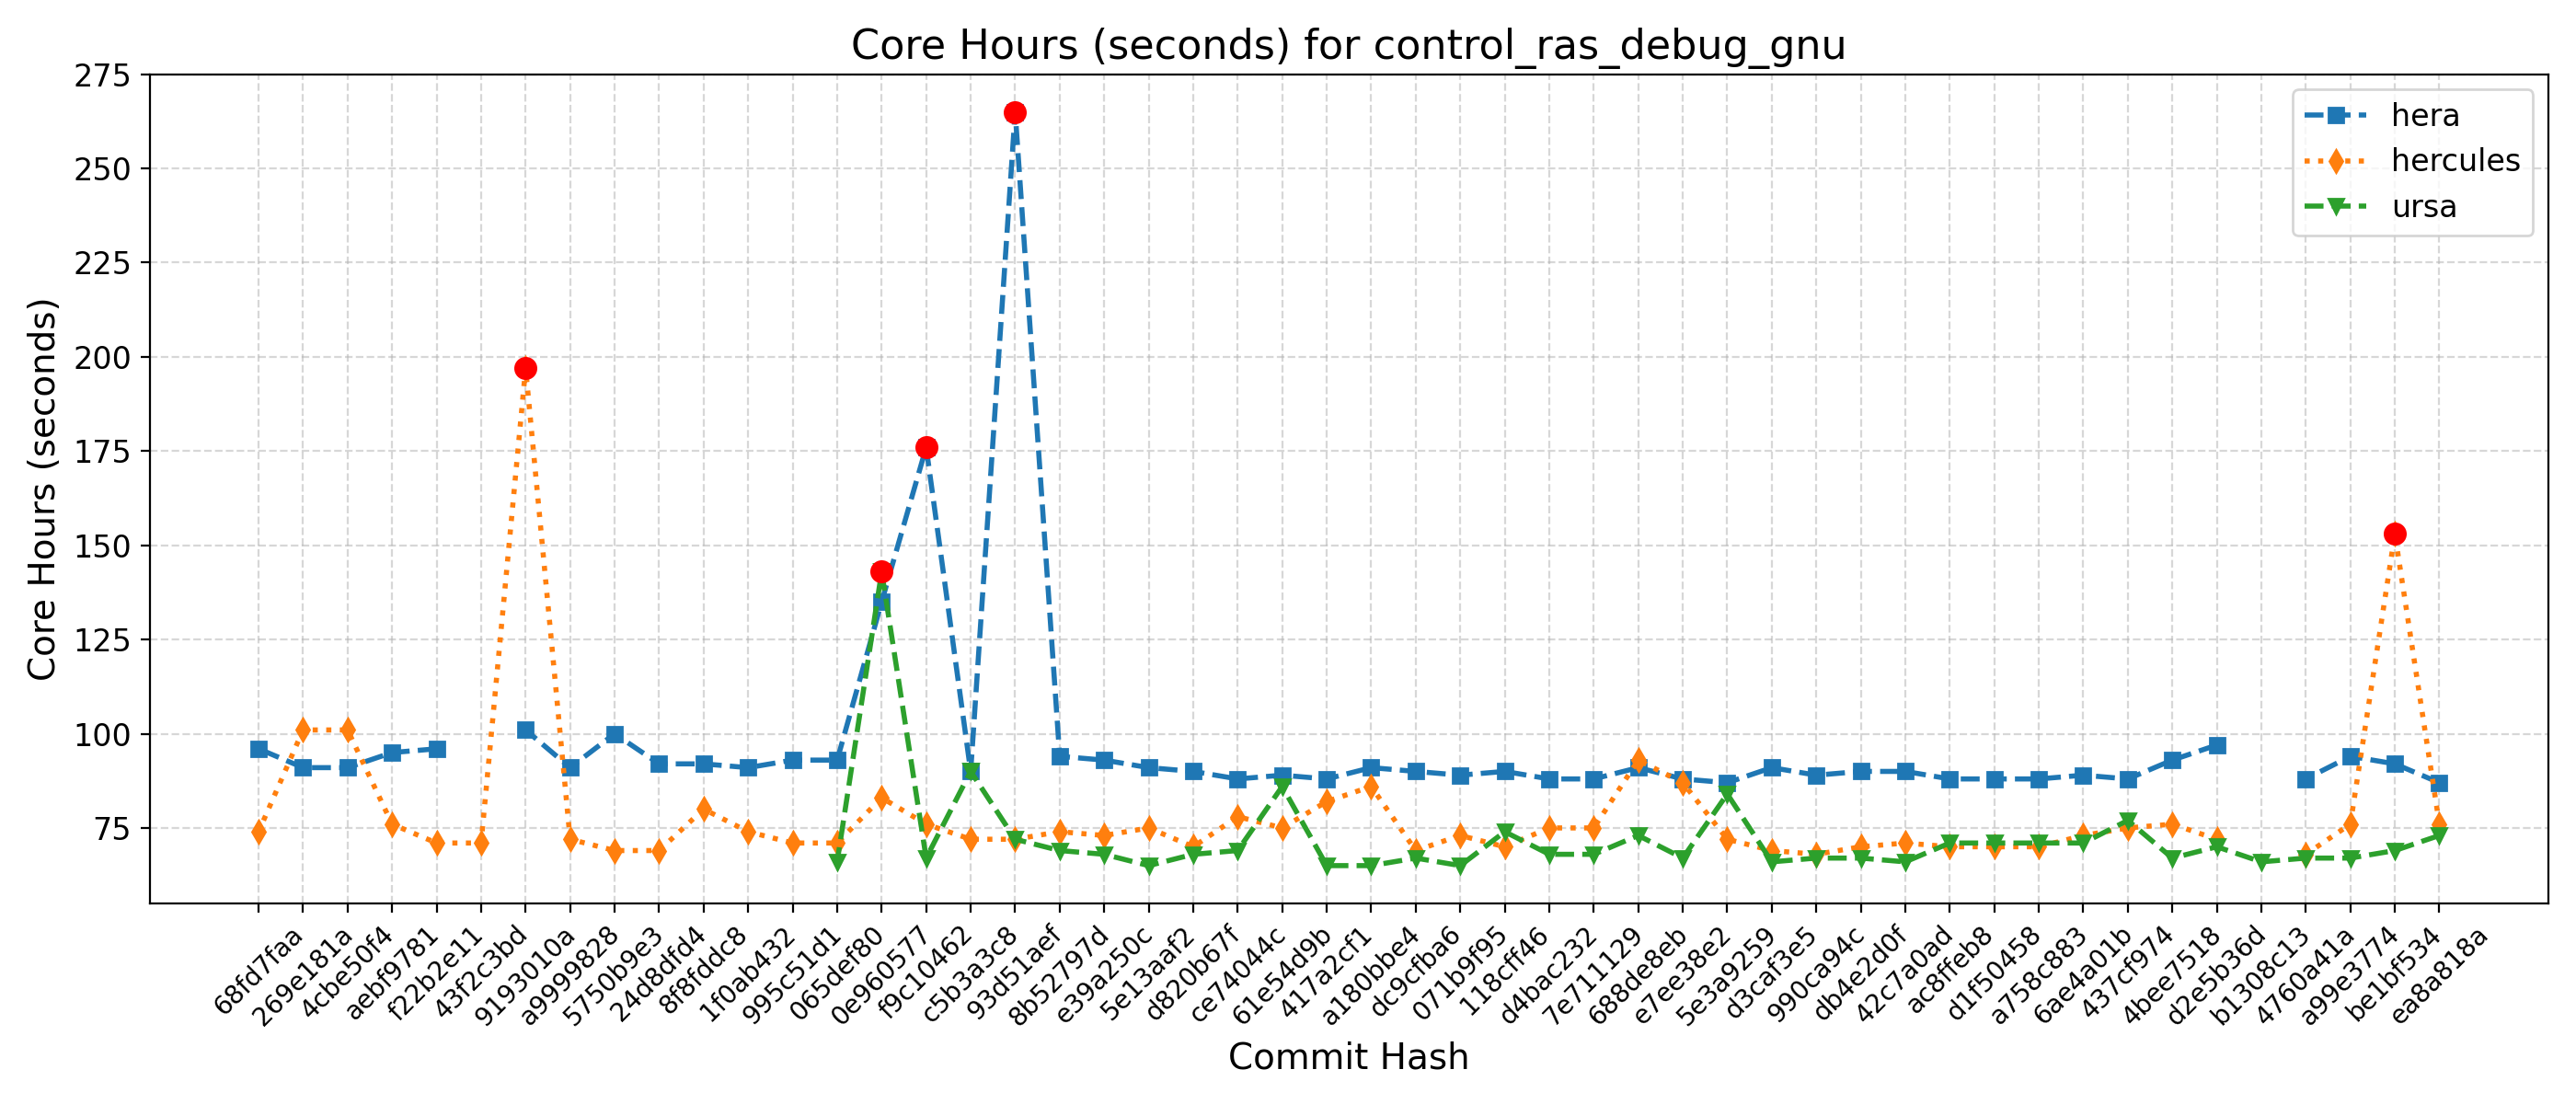 Core Hours (seconds) for control_ras_debug_gnu
Core Hours (seconds)
275
250
225
200
175
150
125
100
75
hera
hercules
ursa
68fd7faa
269e181a
4cbe50f4
aebf9781
f22b2e11
43f2c3bd
9193010a
a9999828
5750b9e3
24d8dfd4
8f8fddc8
1f0ab432
995c51d1
065def80
0e960577
f9c10462
c5b3a3c8
93d51aef
8b52797d
e39a250c
5e13aaf2
d820b67f
ce74044c
61e54d9b
417a2cf1
a180bbe4
dc9cfba6
071b9f95
118cff46
d4bac232
7e711129
688de8eb
e7ee38e2
5e3a9259
d3caf3e5
990ca94c
db4e2d0f
42c7a0ad
ac8ffeb8
d1f50458
a758c883
6ae4a01b
437cf974
4bee7518
d2e5b36d
b1308c13
4760a41a
a99e3774
be1bf534
ea8a818a
Commit Hash